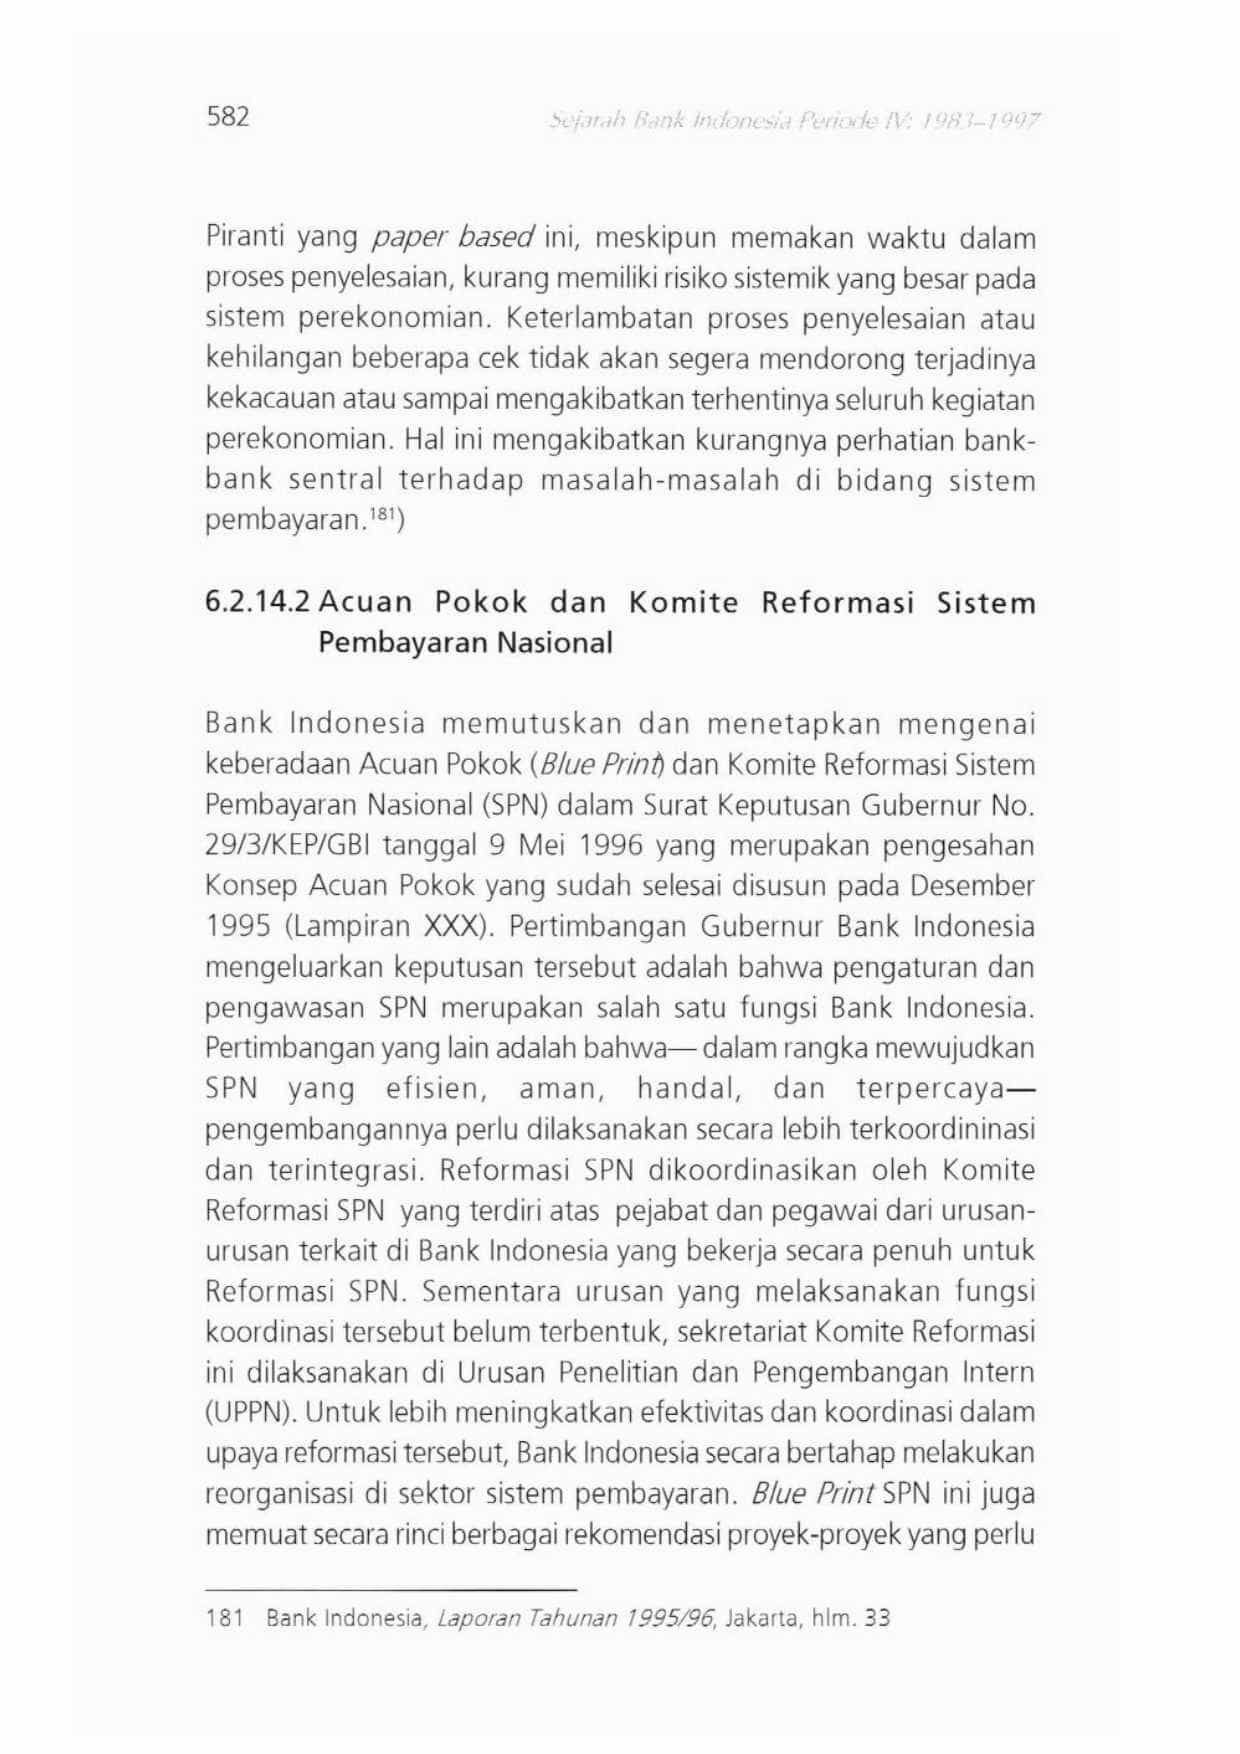 582
Sejarah Bank Indonesia Periode IV: 1983–1997
Piranti yang paper based ini, meskipun memakan waktu dalam
proses penyelesaian, kurang memiliki risiko sistemik yang besar pada
sistem perekonomian. Keterlambatan proses penyelesaian atau
kehilangan beberapa cek tidak akan segera mendorong terjadinya
kekacauan atau sampai mengakibatkan terhentinya seluruh kegiatan
perekonomian. Hal ini mengakibatkan kurangnya perhatian bank-
bank sentral terhadap masalah-masalah di bidang sistem
pembayaran.¹⁸¹)
6.2.14.2 Acuan Pokok dan Komite Reformasi Sistem
Pembayaran Nasional
Bank Indonesia memutuskan dan menetapkan mengenai
keberadaan Acuan Pokok (Blue Print) dan Komite Reformasi Sistem
Pembayaran Nasional (SPN) dalam Surat Keputusan Gubernur No.
29/3/KEP/GBI tanggal 9 Mei 1996 yang merupakan pengesahan
Konsep Acuan Pokok yang sudah selesai disusun pada Desember
1995 (Lampiran XXX). Pertimbangan Gubernur Bank Indonesia
mengeluarkan keputusan tersebut adalah bahwa pengaturan dan
pengawasan SPN merupakan salah satu fungsi Bank Indonesia.
Pertimbangan yang lain adalah bahwa— dalam rangka mewujudkan
SPN yang efisien, aman, handal, dan terpercaya—
pengembangannya perlu dilaksanakan secara lebih terkoordininasi
dan terintegrasi. Reformasi SPN dikoordinasikan oleh Komite
Reformasi SPN yang terdiri atas pejabat dan pegawai dari urusan-
urusan terkait di Bank Indonesia yang bekerja secara penuh untuk
Reformasi SPN. Sementara urusan yang melaksanakan fungsi
koordinasi tersebut belum terbentuk, sekretariat Komite Reformasi
ini dilaksanakan di Urusan Penelitian dan Pengembangan Intern
(UPPN). Untuk lebih meningkatkan efektivitas dan koordinasi dalam
upaya reformasi tersebut, Bank Indonesia secara bertahap melakukan
reorganisasi di sektor sistem pembayaran. Blue Print SPN ini juga
memuat secara rinci berbagai rekomendasi proyek-proyek yang perlu
181 Bank Indonesia, Laporan Tahunan 1995/96, Jakarta, hlm. 33